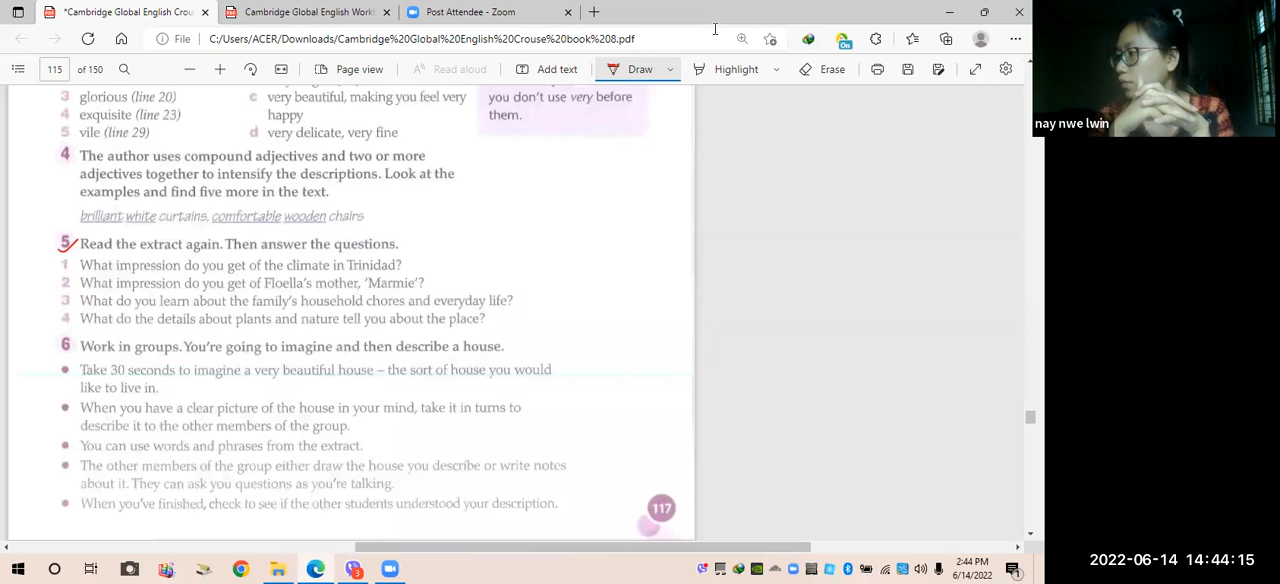 *Cambridge Global English Crou
Cambridge Global English Workl
Post Attendee - Zoom
File
C:/Users/ACER/Downloads/Cambridge%20Global%20English%20Crouse%20book%208.pdf
On
115 of 150
Page view
Read aloud
Add text
Draw
Highlight
Erase
nay nwe lwin
3 glorious (line 20)
4 exquisite (line 23)
5 vile (line 29)
c very beautiful, making you feel very
happy
d very delicate, very fine
you don't use very before
them.
4 The author uses compound adjectives and two or more
adjectives together to intensify the descriptions. Look at the
examples and find five more in the text.
brilliant white curtains, comfortable wooden chairs
5 Read the extract again. Then answer the questions.
1 What impression do you get of the climate in Trinidad?
2 What impression do you get of Floella's mother, 'Marmie'?
3 What do you learn about the family's household chores and everyday life?
4 What do the details about plants and nature tell you about the place?
6 Work in groups. You're going to imagine and then describe a house.
• Take 30 seconds to imagine a very beautiful house – the sort of house you would
like to live in.
• When you have a clear picture of the house in your mind, take it in turns to
describe it to the other members of the group.
• You can use words and phrases from the extract.
• The other members of the group either draw the house you describe or write notes
about it. They can ask you questions as you're talking.
• When you've finished, check to see if the other students understood your description.
117
3
2:44 PM
6/14/2022
1
2022-06-14 14:44:15